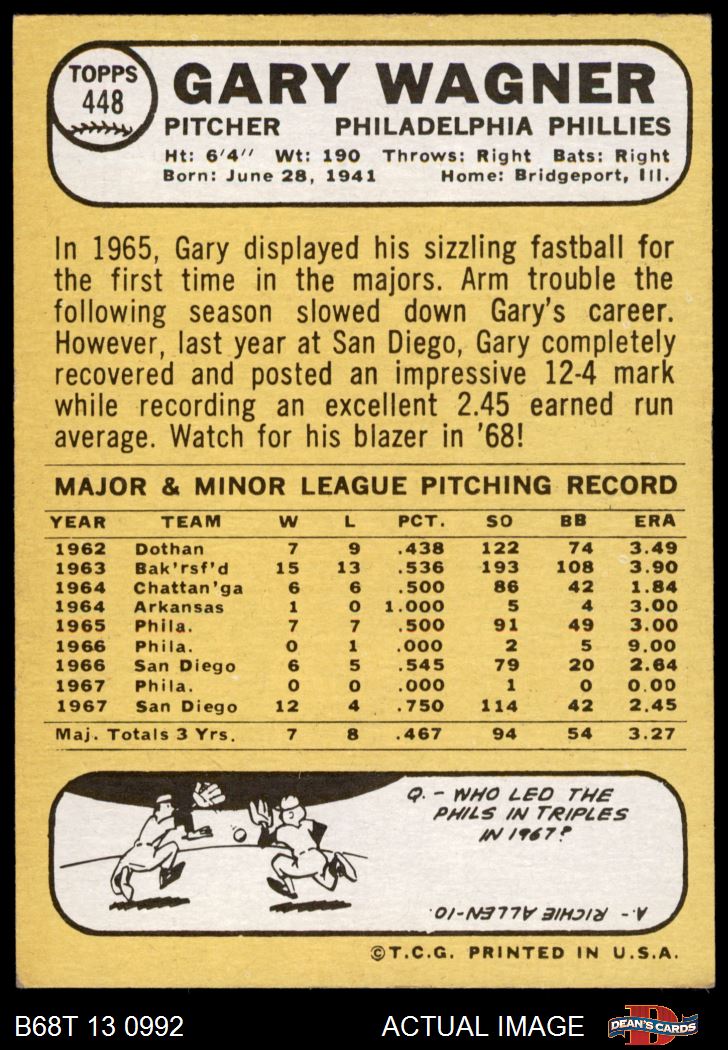 TOPPS
448
GARY WAGNER
PITCHER PHILADELPHIA PHILLIES
Ht: 6'4" Wt: 190 Throws: Right Bats: Right
Born: June 28, 1941 Home: Bridgeport, Ill.
In 1965, Gary displayed his sizzling fastball for
the first time in the majors. Arm trouble the
following season slowed down Gary's career.
However, last year at San Diego, Gary completely
recovered and posted an impressive 12-4 mark
while recording an excellent 2.45 earned run
average. Watch for his blazer in '68!
MAJOR & MINOR LEAGUE PITCHING RECORD
YEAR TEAM W L PCT. SO BB ERA
1962 Dothan 7 9 .438 122 74 3.49
1963 Bak'rsf'd 15 13 .536 193 108 3.90
1964 Chattan'ga 6 6 .500 86 42 1.84
1964 Arkansas 1 0 1.000 5 4 3.00
1965 Phila. 7 7 .500 91 49 3.00
1966 Phila. 0 1 .000 2 5 9.00
1966 San Diego 6 5 .545 79 20 2.64
1967 Phila. 0 0 .000 1 0 0.00
1967 San Diego 12 4 .750 114 42 2.45
Maj. Totals 3 Yrs. 7 8 .467 94 54 3.27
Q. - WHO LED THE
PHILS IN TRIPLES
IN 1967?
A.- RICHIE ALLEN-10.
©T.C.G. PRINTED IN U.S.A.
B68T 13 0992 ACTUAL IMAGE DEAN'S CARDS